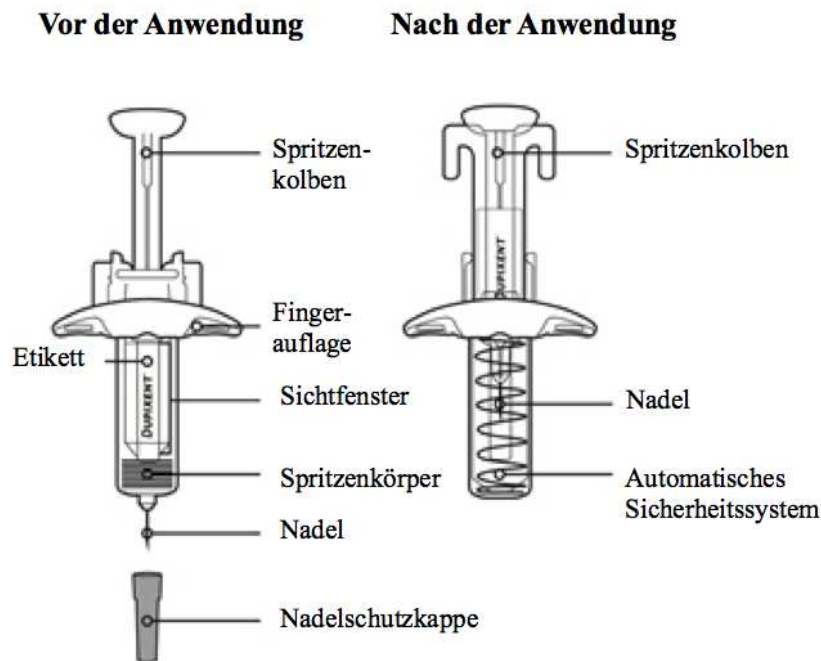 Vor der Anwendung
Nach der Anwendung
Spritzen-
kolben
Finger-
auflage
Etikett
Sichtfenster
DUPIXENT
Spritzenkörper
Nadel
Nadelschutzkappe
Spritzenkolben
DUPIXENT
Nadel
Automatisches
Sicherheitssystem